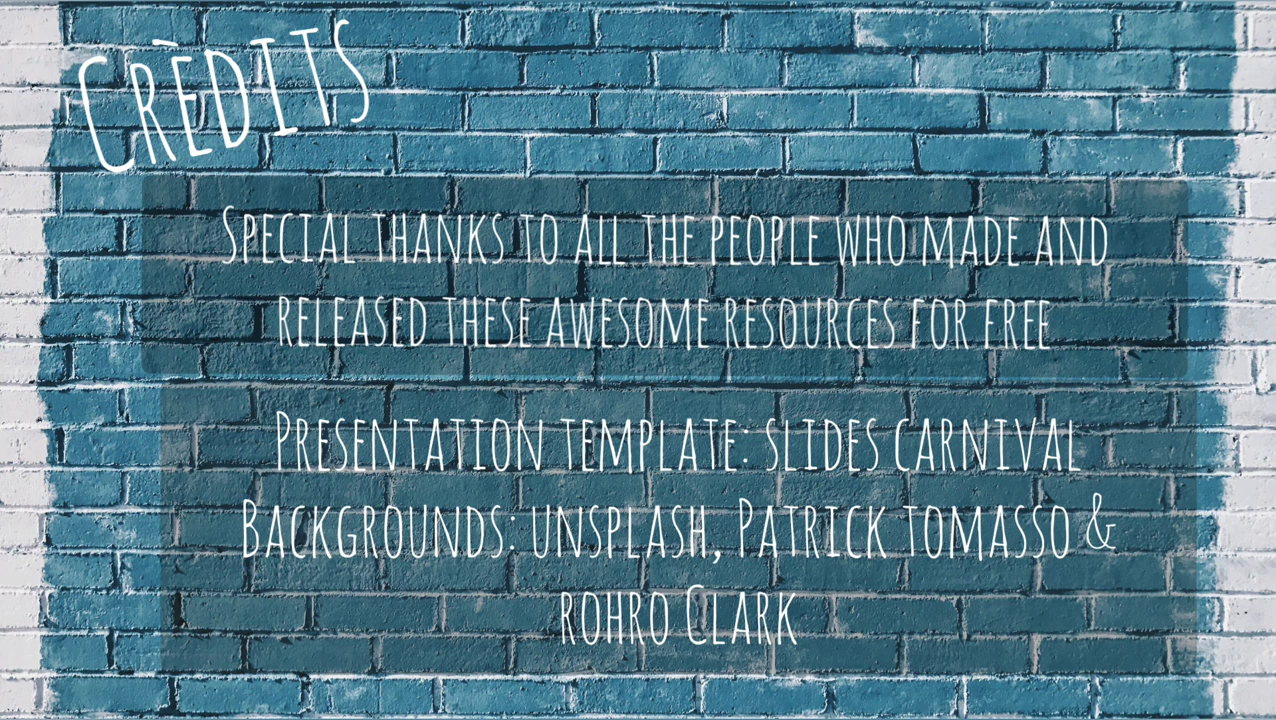 Crèdits
Special thanks to all the people who made and
released these awesome resources for free
Presentation template: slides carnival
Backgrounds: unsplash, Patrick tomasso &
rohro Clark